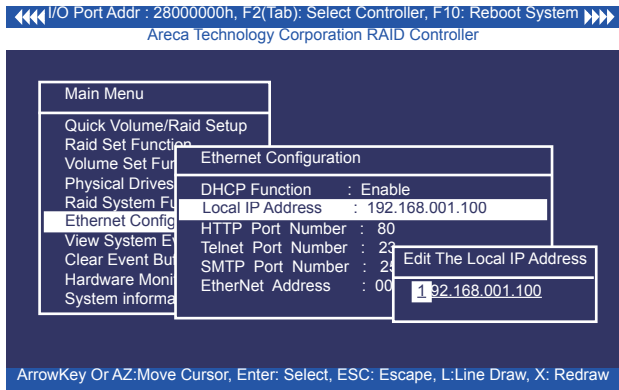 I/O Port Addr : 28000000h, F2(Tab): Select Controller, F10: Reboot System
Areca Technology Corporation RAID Controller
Main Menu
Quick Volume/Raid Setup
Raid Set Function
Volume Set Fun
Physical Drives
Raid System Fu
Ethernet Config
View System Ev
Clear Event Buf
Hardware Moni
System informa
Ethernet Configuration
DHCP Function : Enable
Local IP Address : 192.168.001.100
HTTP Port Number : 80
Telnet Port Number : 23
SMTP Port Number : 25
EtherNet Address : 00
Edit The Local IP Address
192.168.001.100
ArrowKey Or AZ:Move Cursor, Enter: Select, ESC: Escape, L:Line Draw, X: Redraw